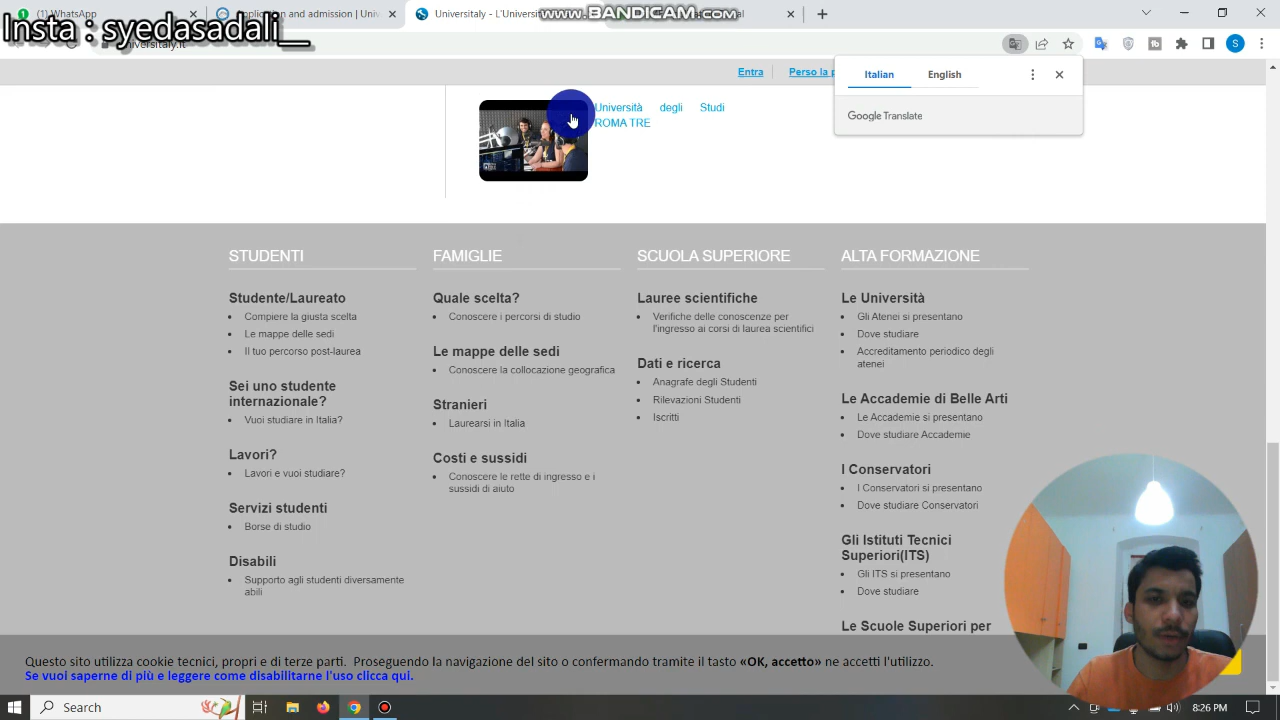 (1) WhatsApp
Application and admission | Univers
Universitaly - L'Universi
www.BANDICAM.com
Insta : syedasadali__
universitaly.it
S
Entra
Perso la p
Italian
English
Google Translate
Università degli Studi
ROMA TRE
STUDENTI
Studente/Laureato
Compiere la giusta scelta
Le mappe delle sedi
Il tuo percorso post-laurea
Sei uno studente
internazionale?
Vuoi studiare in Italia?
Lavori?
Lavori e vuoi studiare?
Servizi studenti
Borse di studio
Disabili
Supporto agli studenti diversamente
abili
FAMIGLIE
Quale scelta?
Conoscere i percorsi di studio
Le mappe delle sedi
Conoscere la collocazione geografica
Stranieri
Laurearsi in Italia
Costi e sussidi
Conoscere le rette di ingresso e i
sussidi di aiuto
SCUOLA SUPERIORE
Lauree scientifiche
Verifiche delle conoscenze per
l'ingresso ai corsi di laurea scientifici
Dati e ricerca
Anagrafe degli Studenti
Rilevazioni Studenti
Iscritti
ALTA FORMAZIONE
Le Università
Gli Atenei si presentano
Dove studiare
Accreditamento periodico degli
atenei
Le Accademie di Belle Arti
Le Accademie si presentano
Dove studiare Accademie
I Conservatori
I Conservatori si presentano
Dove studiare Conservatori
Gli Istituti Tecnici
Superiori(ITS)
Gli ITS si presentano
Dove studiare
Le Scuole Superiori per
Questo sito utilizza cookie tecnici, propri e di terze parti. Proseguendo la navigazione del sito o confermando tramite il tasto «OK, accetto» ne accetti l'utilizzo.
Se vuoi saperne di più e leggere come disabilitarne l'uso clicca qui.
Search
8:26 PM